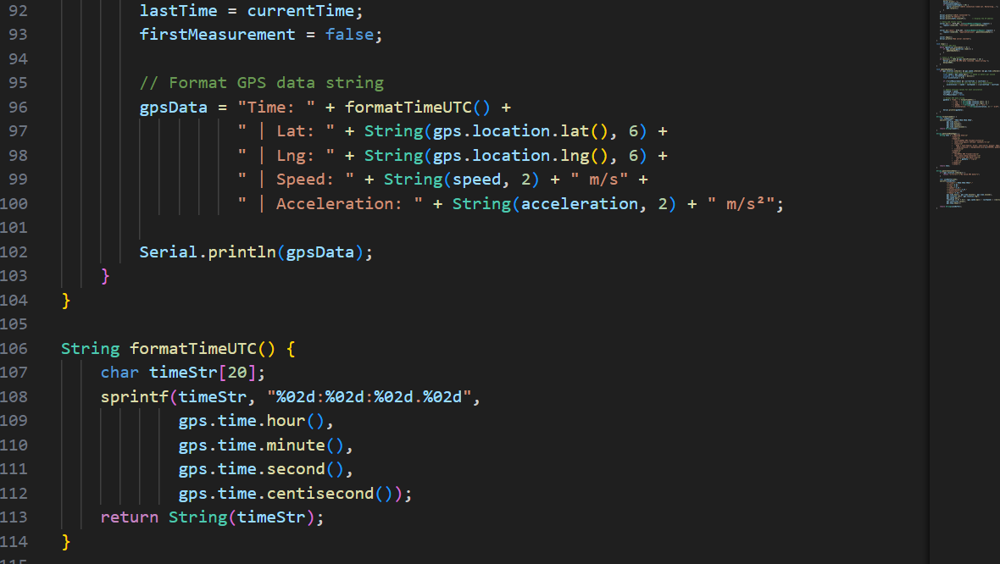 92 lastTime = currentTime;
93 firstMeasurement = false;
94
95 // Format GPS data string
96 gpsData = "Time: " + formatTimeUTC() +
97 " | Lat: " + String(gps.location.lat(), 6) +
98 " | Lng: " + String(gps.location.lng(), 6) +
99 " | Speed: " + String(speed, 2) + " m/s" +
100 " | Acceleration: " + String(acceleration, 2) + " m/s²";
101
102 Serial.println(gpsData);
103 }
104 }
105
106 String formatTimeUTC() {
107 char timeStr[20];
108 sprintf(timeStr, "%02d:%02d:%02d.%02d",
109 gps.time.hour(),
110 gps.time.minute(),
111 gps.time.second(),
112 gps.time.centisecond());
113 return String(timeStr);
114 }